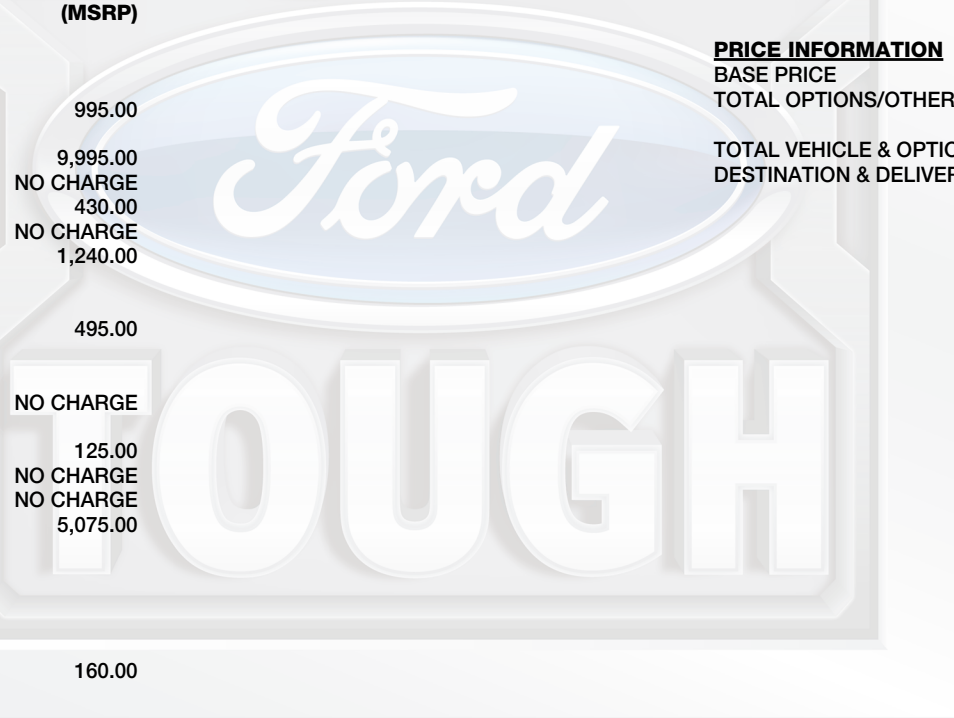 (MSRP)
995.00
9,995.00
NO CHARGE
430.00
NO CHARGE
1,240.00
495.00
NO CHARGE
125.00
NO CHARGE
NO CHARGE
5,075.00
160.00
PRICE INFORMATION
BASE PRICE
TOTAL OPTIONS/OTHER
TOTAL VEHICLE & OPTIO
DESTINATION & DELIVER
Ford
TOUGH